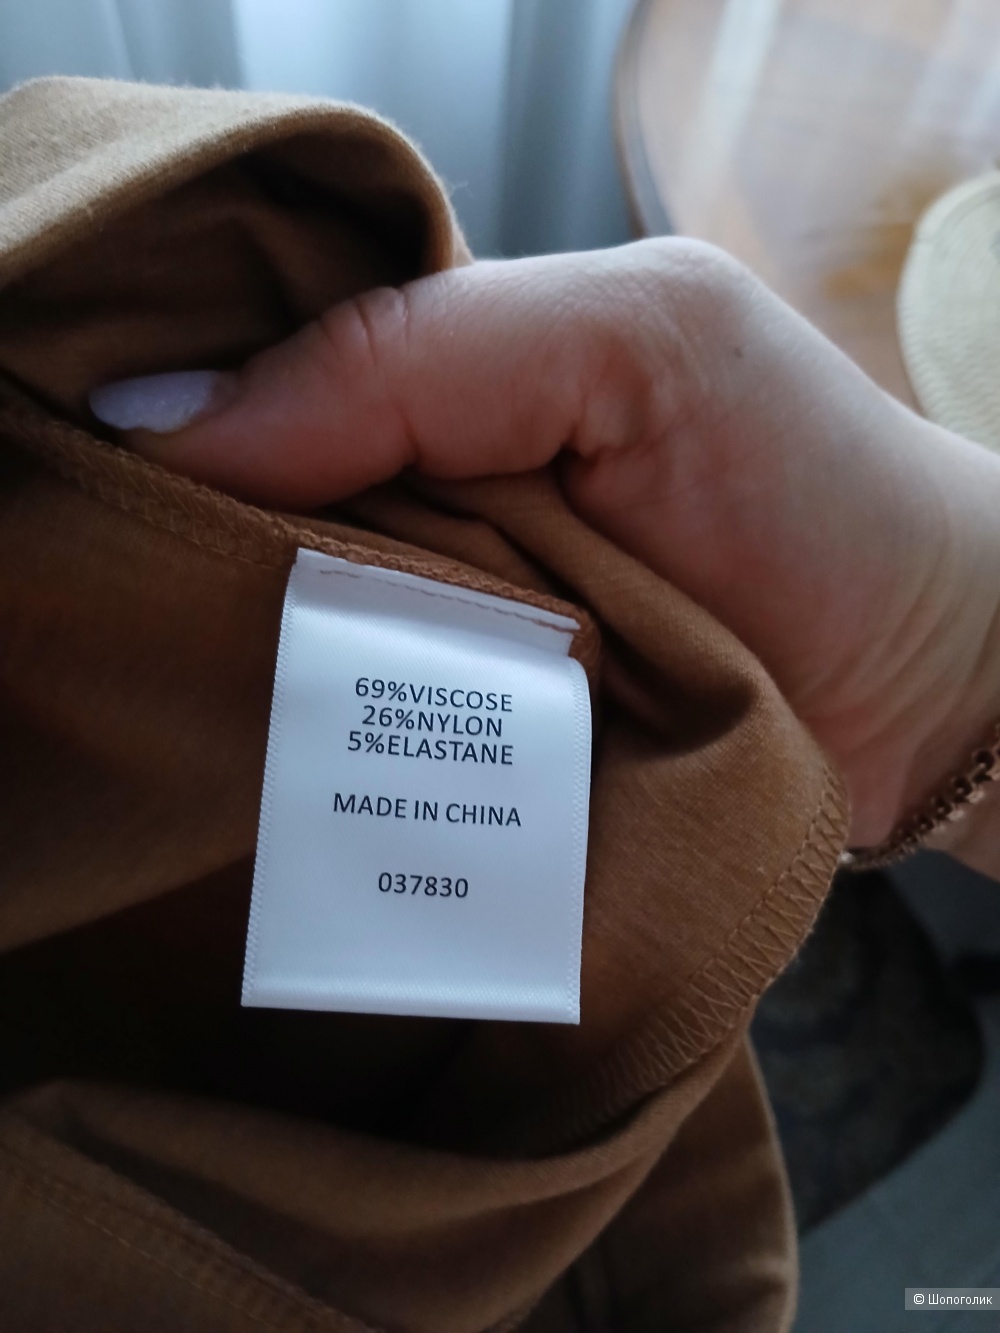 69%VISCOSE
26%NYLON
5%ELASTANE
MADE IN CHINA
037830
© Шопоголик